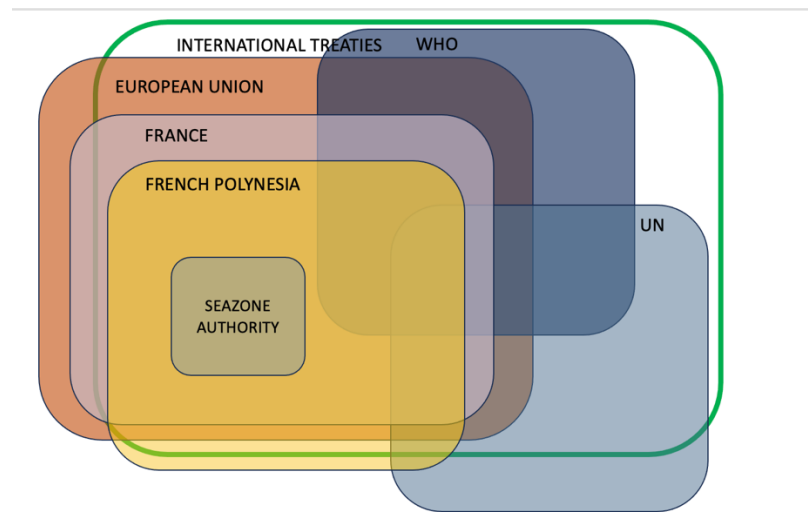 INTERNATIONAL TREATIES
WHO
EUROPEAN UNION
FRANCE
FRENCH POLYNESIA
UN
SEAZONE
AUTHORITY